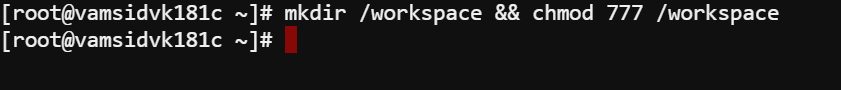 [root@vamsidvk181c ~]# mkdir /workspace && chmod 777 /workspace
[root@vamsidvk181c ~]#